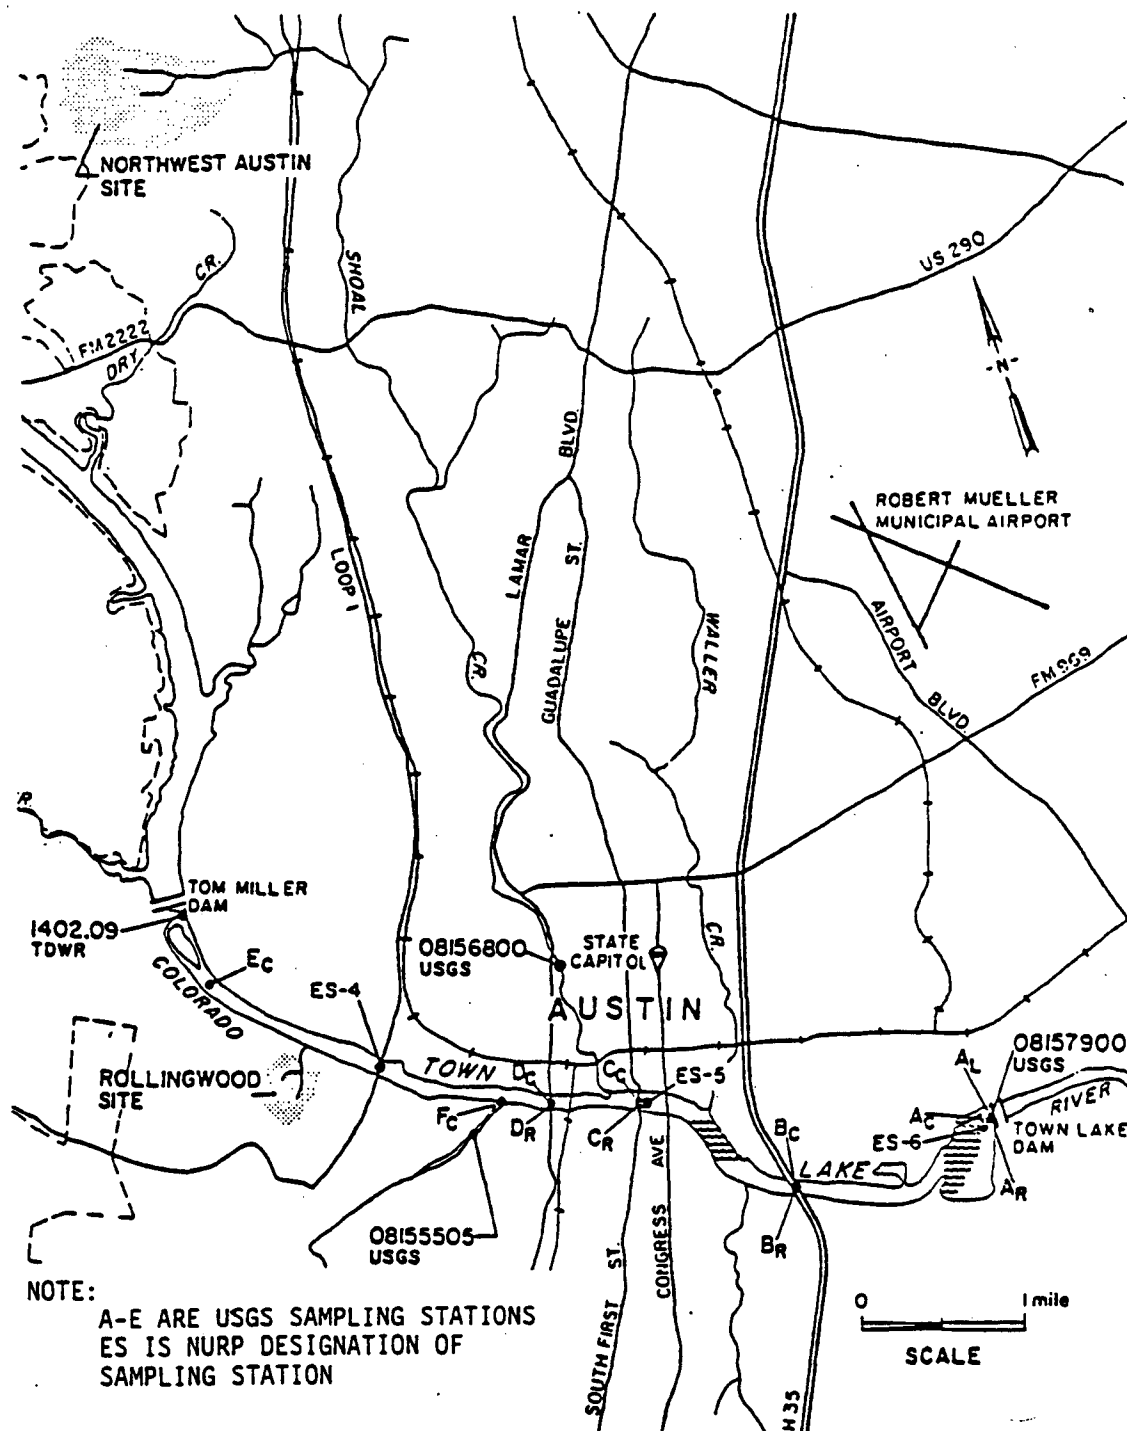 NORTHWEST AUSTIN
SITE
SHOAL
CR.
US 290
FM 2222
DRY
-N-
BLVD.
ROBERT MUELLER
MUNICIPAL AIRPORT
LAMAR
ST.
LOOP 1
GUADALUPE
WALLER
AIRPORT
BLVD.
CR.
FM 969
R.
TOM MILLER
DAM
1402.09
TDWR
08156800
USGS
STATE
CAPITOL
CR.
EC
COLORADO
ES-4
AUSTIN
TOWN
DC
CC
ES-5
08157900
USGS
AL
ROLLINGWOOD
SITE
FC
DR
CR
AC
ES-6
RIVER
TOWN LAKE
DAM
BC
LAKE
AR
AVE
08155505
USGS
BR
ST.
CONGRESS
SOUTH FIRST
NOTE:
A-E ARE USGS SAMPLING STATIONS
ES IS NURP DESIGNATION OF
SAMPLING STATION
0 1 mile
SCALE
H 35